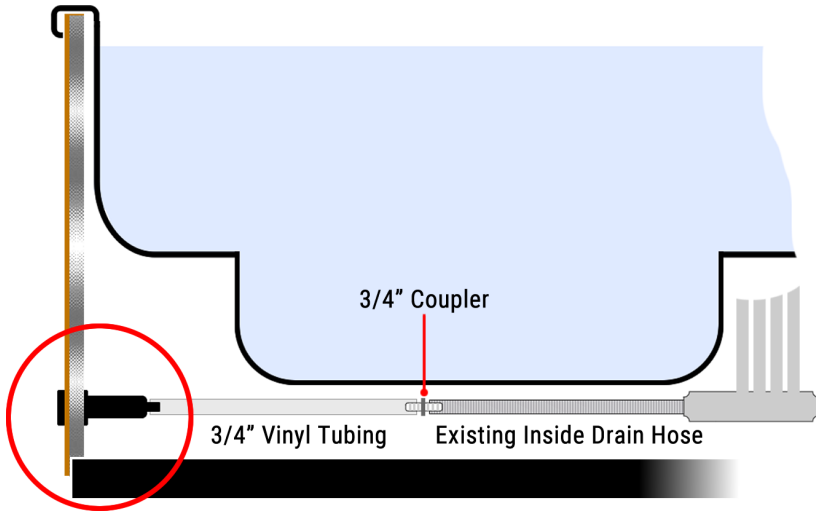 3/4” Coupler
3/4” Vinyl Tubing
Existing Inside Drain Hose